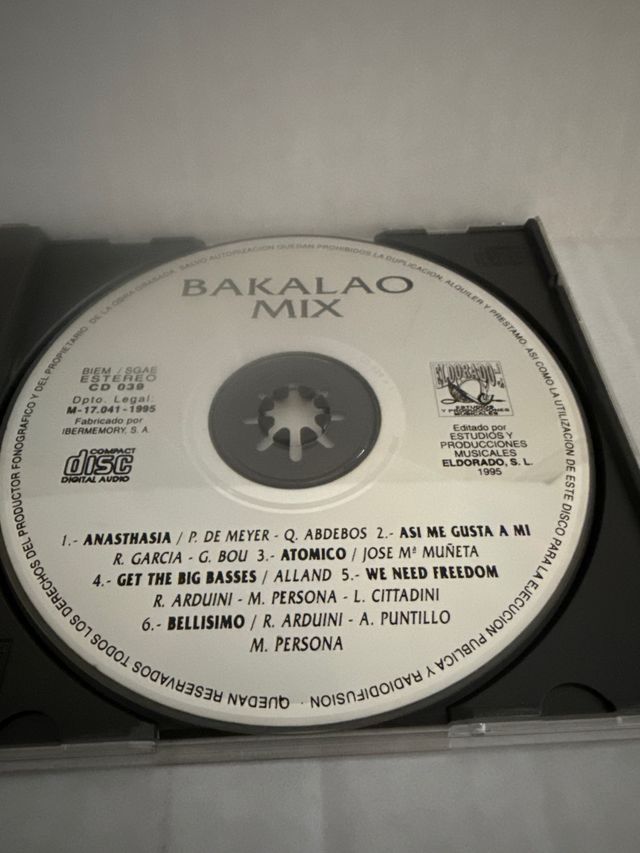 BAKALAO
MIX
BIEM / SGAE
ESTEREO
CD 039
Dpto. Legal.
M-17.041-1995
Fabricado por
IBERMEMORY, S. A.
COMPACT
disc
DIGITAL AUDIO
ELDORADO
ESTUDIOS
Y PRODUCCIONES
MUSICALES
Editado por
ESTUDIOS Y
PRODUCCIONES
MUSICALES
ELDORADO, S. L.
1995
1.- ANASTHASIA / P. DE MEYER - Q. ABDEBOS 2.- ASI ME GUSTA A MI
R. GARCIA - G. BOU 3.- ATOMICO / JOSE Mª MUÑETA
4.- GET THE BIG BASSES / ALLAND 5.- WE NEED FREEDOM
R. ARDUINI - M. PERSONA - L. CITTADINI
6.- BELLISIMO / R. ARDUINI - A. PUNTILLO
M. PERSONA
QUEDAN RESERVADOS TODOS LOS DERECHOS DEL PRODUCTOR FONOGRAFICO Y DEL PROPIETARIO DE LA OBRA GRABADA. SALVO AUTORIZACION QUEDAN PROHIBIDOS LA DUPLICACION, ALQUILER Y PRESTAMO, ASI COMO LA UTILIZACION DE ESTE DISCO PARA LA EJECUCION PUBLICA Y RADIODIFUSION ·